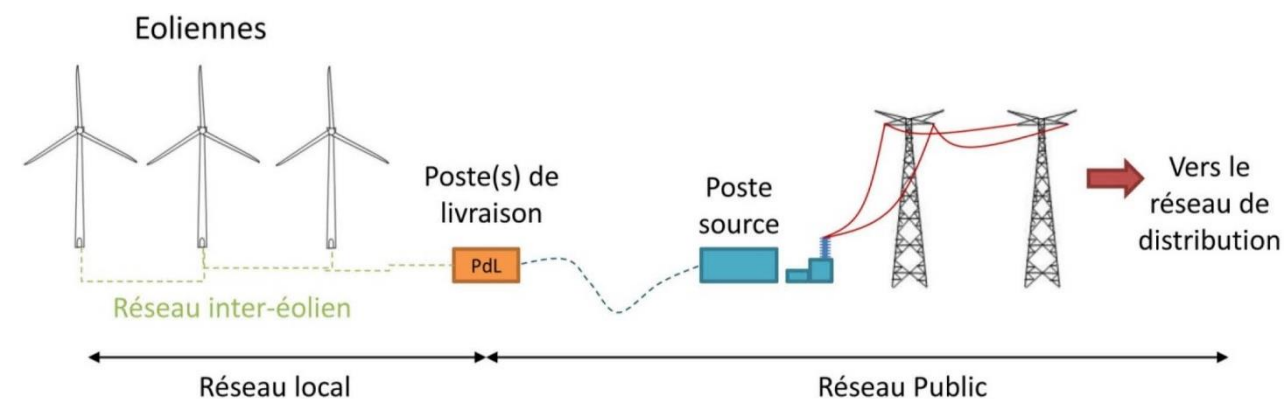 Eoliennes
Poste(s) de
livraison
PdL
Poste
source
Vers le
réseau de
distribution
Réseau inter-éolien
Réseau local
Réseau Public